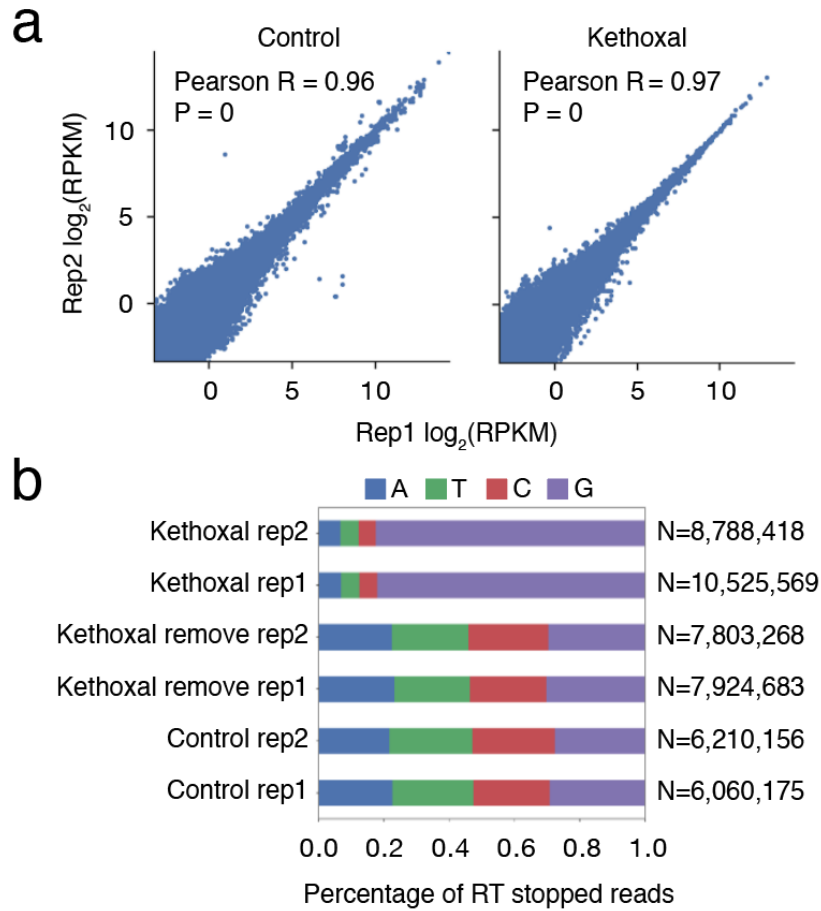 a
Control
Kethoxal
Pearson R = 0.96
P = 0
Pearson R = 0.97
P = 0
Rep2 log2(RPKM)
10
5
0
0 5 10
0 5 10
Rep1 log2(RPKM)
b
A T C G
Kethoxal rep2 N=8,788,418
Kethoxal rep1 N=10,525,569
Kethoxal remove rep2 N=7,803,268
Kethoxal remove rep1 N=7,924,683
Control rep2 N=6,210,156
Control rep1 N=6,060,175
0.0 0.2 0.4 0.6 0.8 1.0
Percentage of RT stopped reads